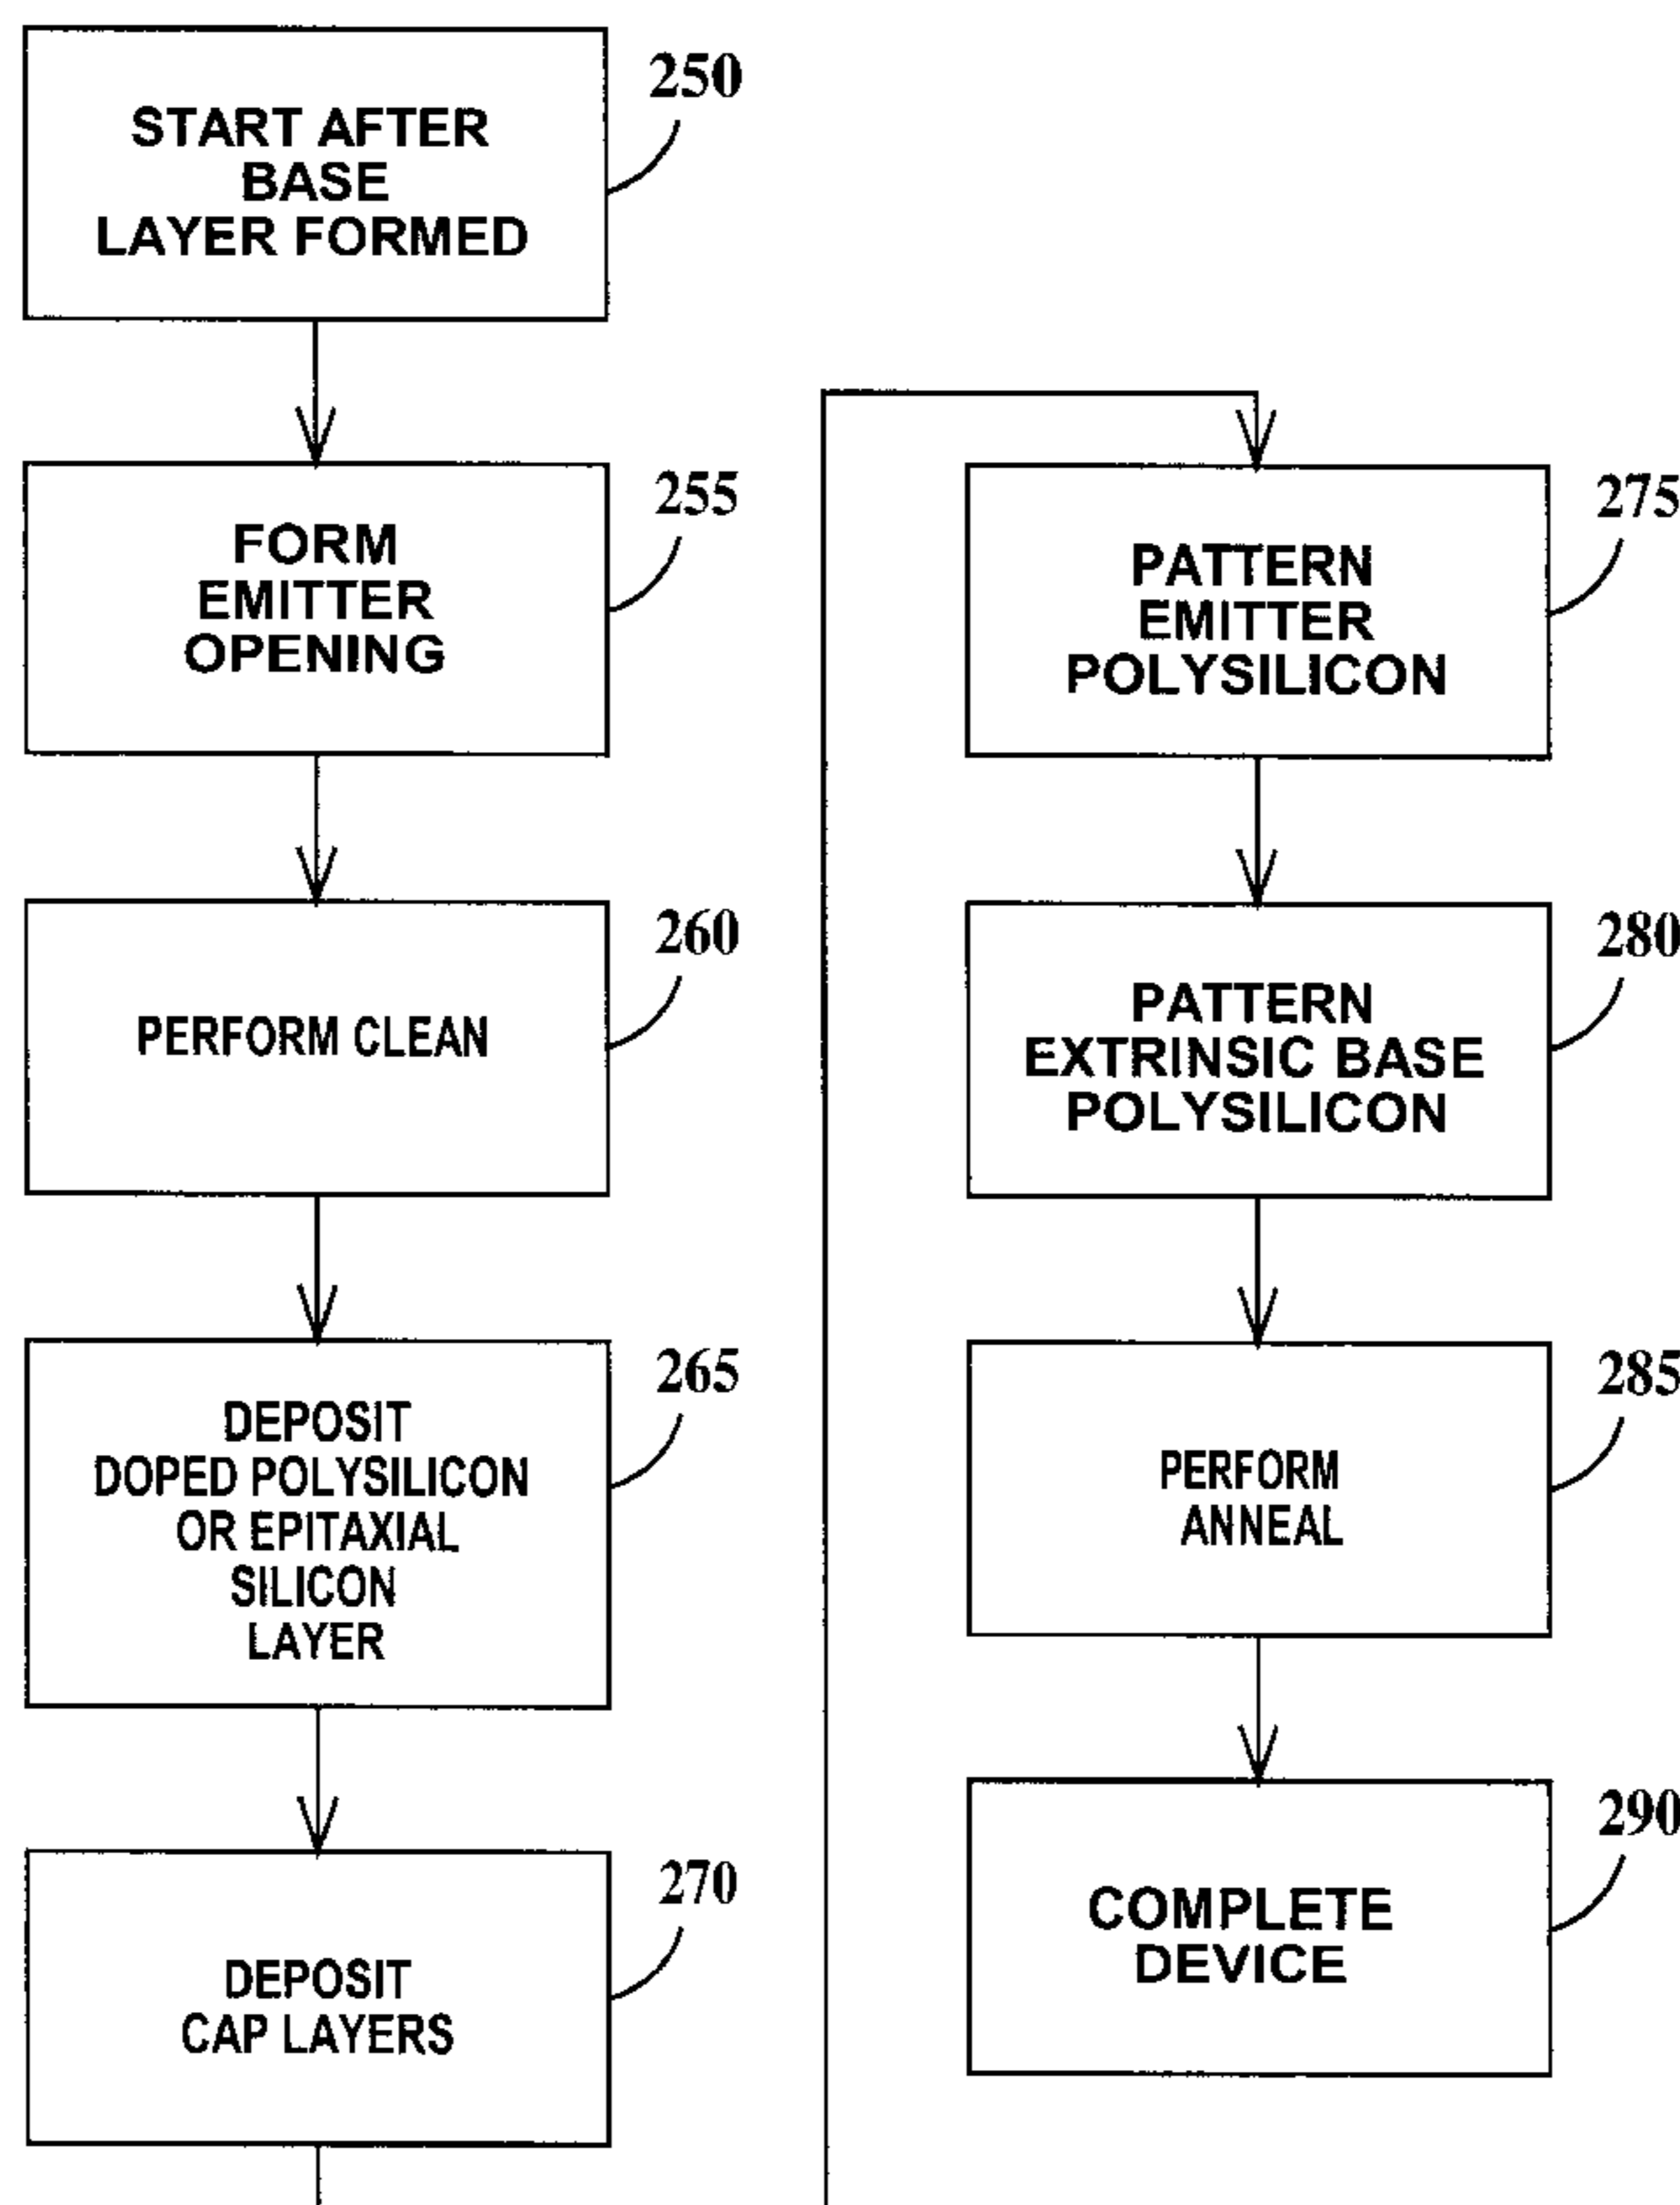 START AFTER
BASE
LAYER FORMED
250
FORM
EMITTER
OPENING
255
PERFORM CLEAN
260
DEPOSIT
DOPED POLYSILICON
OR EPITAXIAL
SILICON
LAYER
265
DEPOSIT
CAP LAYERS
270
PATTERN
EMITTER
POLYSILICON
275
PATTERN
EXTRINSIC BASE
POLYSILICON
280
PERFORM
ANNEAL
285
COMPLETE
DEVICE
290